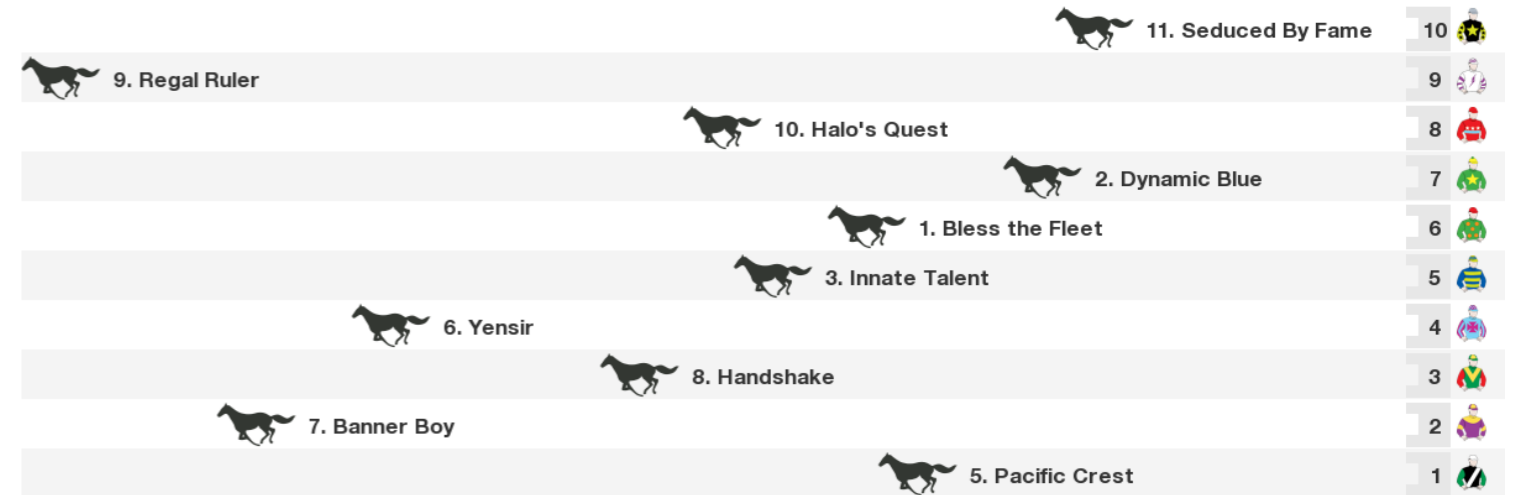 11. Seduced By Fame 10
9. Regal Ruler 9
10. Halo's Quest 8
2. Dynamic Blue 7
1. Bless the Fleet 6
3. Innate Talent 5
6. Yensir 4
8. Handshake 3
7. Banner Boy 2
5. Pacific Crest 1